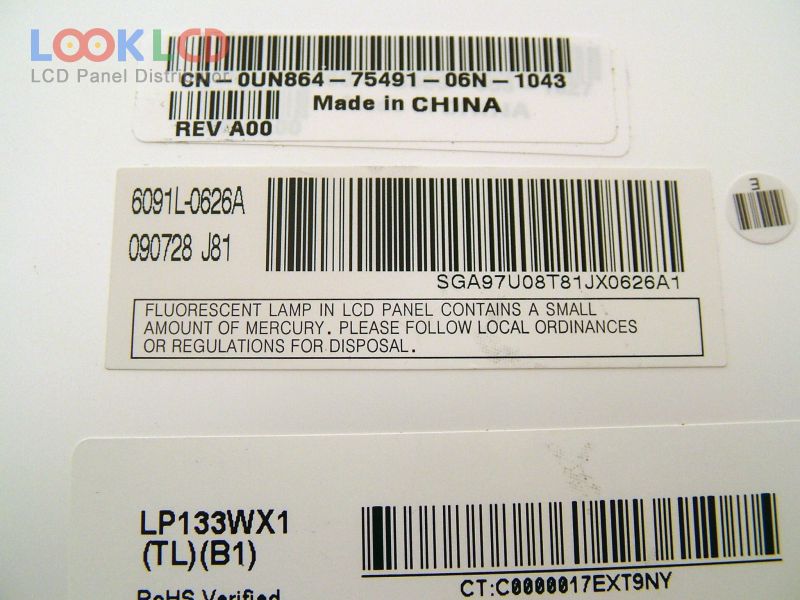 LOOK LCD
LCD Panel Distributor
CN-0UN864-75491-06N-1043
Made in CHINA
REV A00
6091L-0626A
090728 J81
SGA97U08T81JX0626A1
FLUORESCENT LAMP IN LCD PANEL CONTAINS A SMALL
AMOUNT OF MERCURY. PLEASE FOLLOW LOCAL ORDINANCES
OR REGULATIONS FOR DISPOSAL.
m
LP133WX1
(TL)(B1)
CT:C0000017EXT9NY
RoHS Verified